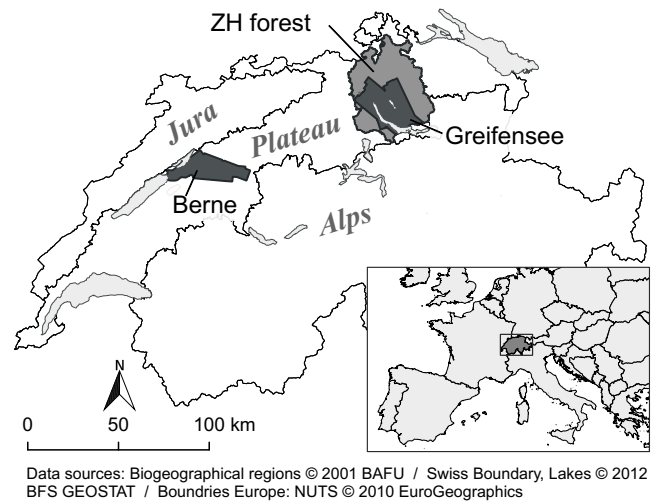 ZH forest
Jura
Plateau
Greifensee
Berne
Alps
N
0 50 100 km
Data sources: Biogeographical regions © 2001 BAFU / Swiss Boundary, Lakes © 2012
BFS GEOSTAT / Boundries Europe: NUTS © 2010 EuroGeographics